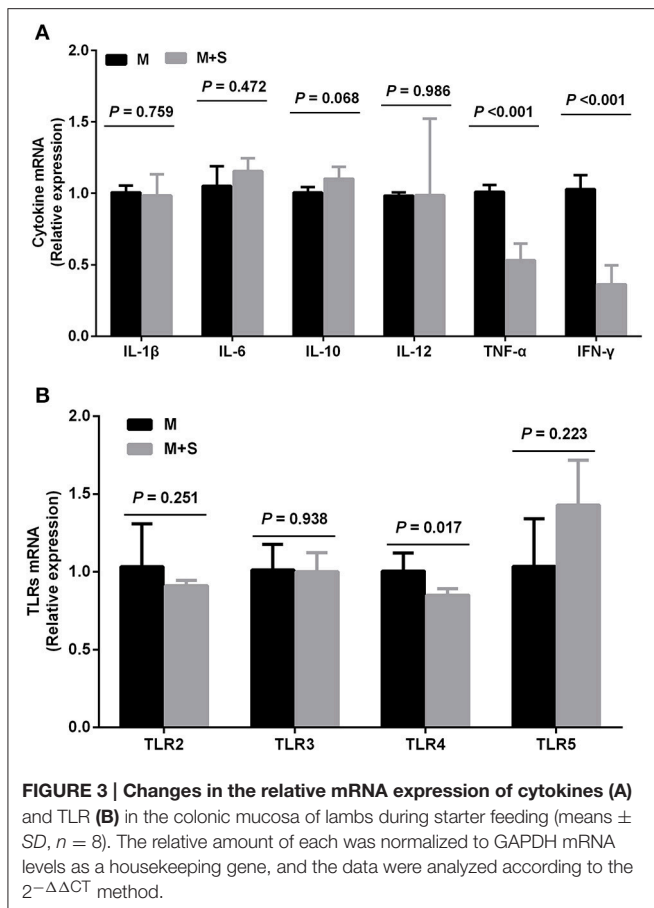 A
M M+S
2.0
1.5
1.0
0.5
0.0
Cytokine mRNA
(Relative expression)
P = 0.759
P = 0.472
P = 0.068
P = 0.986
P <0.001
P <0.001
IL-1β IL-6 IL-10 IL-12 TNF-α IFN-γ
B
M
M+S
2.0
1.5
1.0
0.5
0.0
TLRs mRNA
(Relative expression)
P = 0.251
P = 0.938
P = 0.017
P = 0.223
TLR2 TLR3 TLR4 TLR5
FIGURE 3 | Changes in the relative mRNA expression of cytokines (A)
and TLR (B) in the colonic mucosa of lambs during starter feeding (means ±
SD, n = 8). The relative amount of each was normalized to GAPDH mRNA
levels as a housekeeping gene, and the data were analyzed according to the
2−ΔΔCT method.